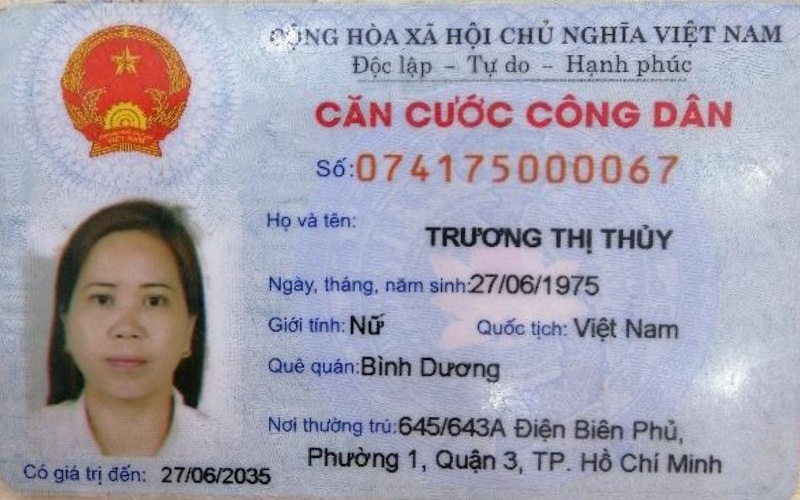 CỘNG HÒA XÃ HỘI CHỦ NGHĨA VIỆT NAM
Độc lập - Tự do - Hạnh phúc
CĂN CƯỚC CÔNG DÂN
Số: 074175000067
Họ và tên: TRƯƠNG THỊ THỦY
Ngày, tháng, năm sinh: 27/06/1975
Giới tính: Nữ Quốc tịch: Việt Nam
Quê quán: Bình Dương
Nơi thường trú: 645/643A Điện Biên Phủ,
Phường 1, Quận 3, TP. Hồ Chí Minh
Có giá trị đến: 27/06/2035
VIỆT NAM